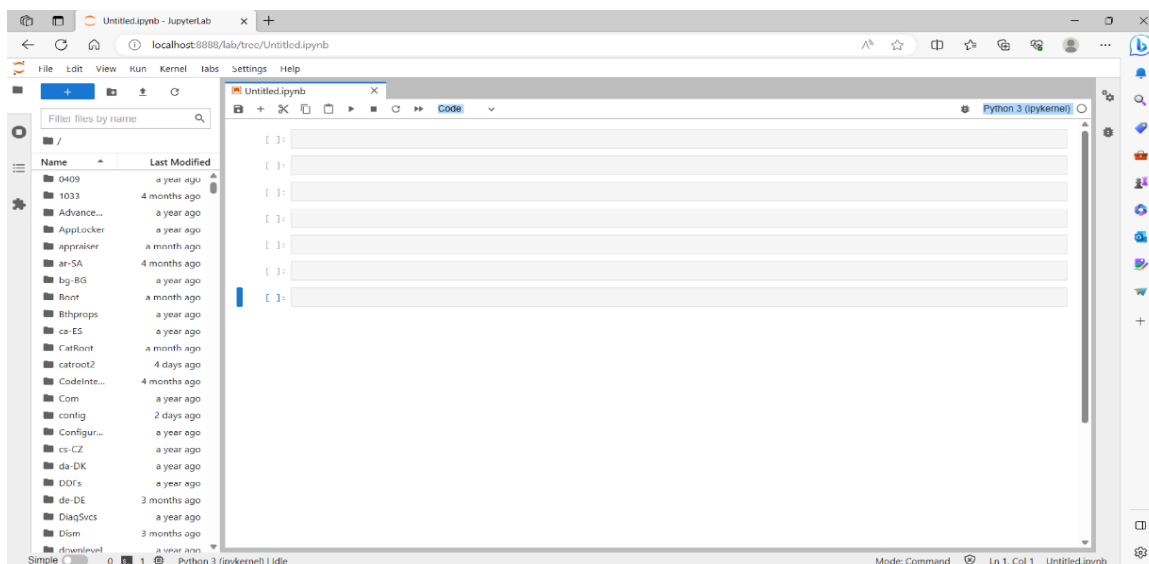 Untitled.ipynb - JupyterLab
localhost:8888/lab/tree/Untitled.ipynb
File Edit View Run Kernel Tabs Settings Help
Untitled.ipynb
Code
Python 3 (ipykernel)
Filter files by name
/
Name Last Modified
0409 a year ago
1033 4 months ago
Advance... a year ago
AppLocker a year ago
appraiser a month ago
ar-SA 4 months ago
bg-BG a year ago
Boot a month ago
Bthprops a year ago
ca-ES a year ago
CatRoot a month ago
catroot2 4 days ago
CodeInte... 4 months ago
Com a year ago
config 2 days ago
Configur... a year ago
cs-CZ a year ago
da-DK a year ago
DDFs a year ago
de-DE 3 months ago
DiagSvcs a year ago
Dism 3 months ago
downlevel a year ago
[ ]:
[ ]:
[ ]:
[ ]:
[ ]:
[ ]:
[ ]:
Simple 0 1 Python 3 (ipykernel) | Idle Mode: Command Ln 1, Col 1 Untitled.ipynb